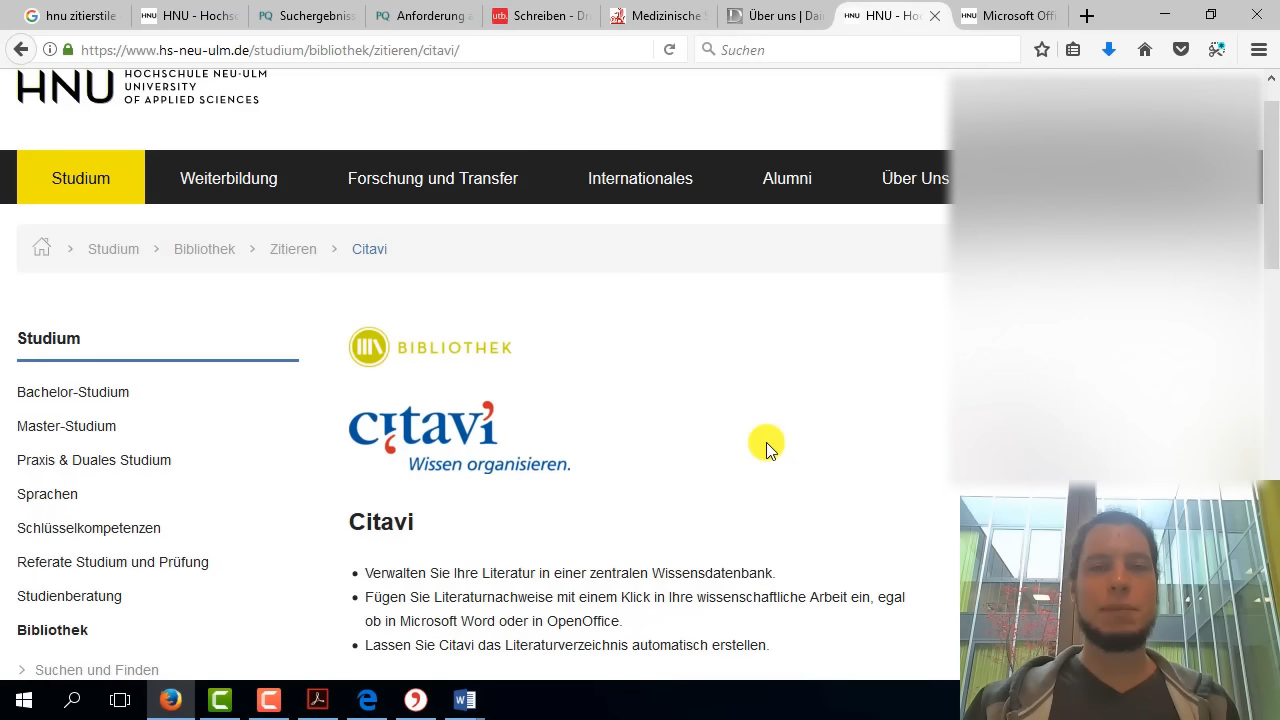 hnu zitierstile
HNU - Hochsc
Suchergebniss
Anforderung a
Schreiben - Dr
Medizinische S
Über uns | Dau
HNU - Ho
Microsoft Offi
https://www.hs-neu-ulm.de/studium/bibliothek/zitieren/citavi/
Suchen
HNU HOCHSCHULE NEU-ULM
UNIVERSITY
OF APPLIED SCIENCES
Studium Weiterbildung Forschung und Transfer Internationales Alumni Über Uns
Studium > Bibliothek > Zitieren > Citavi
Studium
Bachelor-Studium
Master-Studium
Praxis & Duales Studium
Sprachen
Schlüsselkompetenzen
Referate Studium und Prüfung
Studienberatung
Bibliothek
Suchen und Finden
BIBLIOTHEK
citavi
Wissen organisieren.
Citavi
• Verwalten Sie Ihre Literatur in einer zentralen Wissensdatenbank.
• Fügen Sie Literaturnachweise mit einem Klick in Ihre wissenschaftliche Arbeit ein, egal
ob in Microsoft Word oder in OpenOffice.
• Lassen Sie Citavi das Literaturverzeichnis automatisch erstellen.